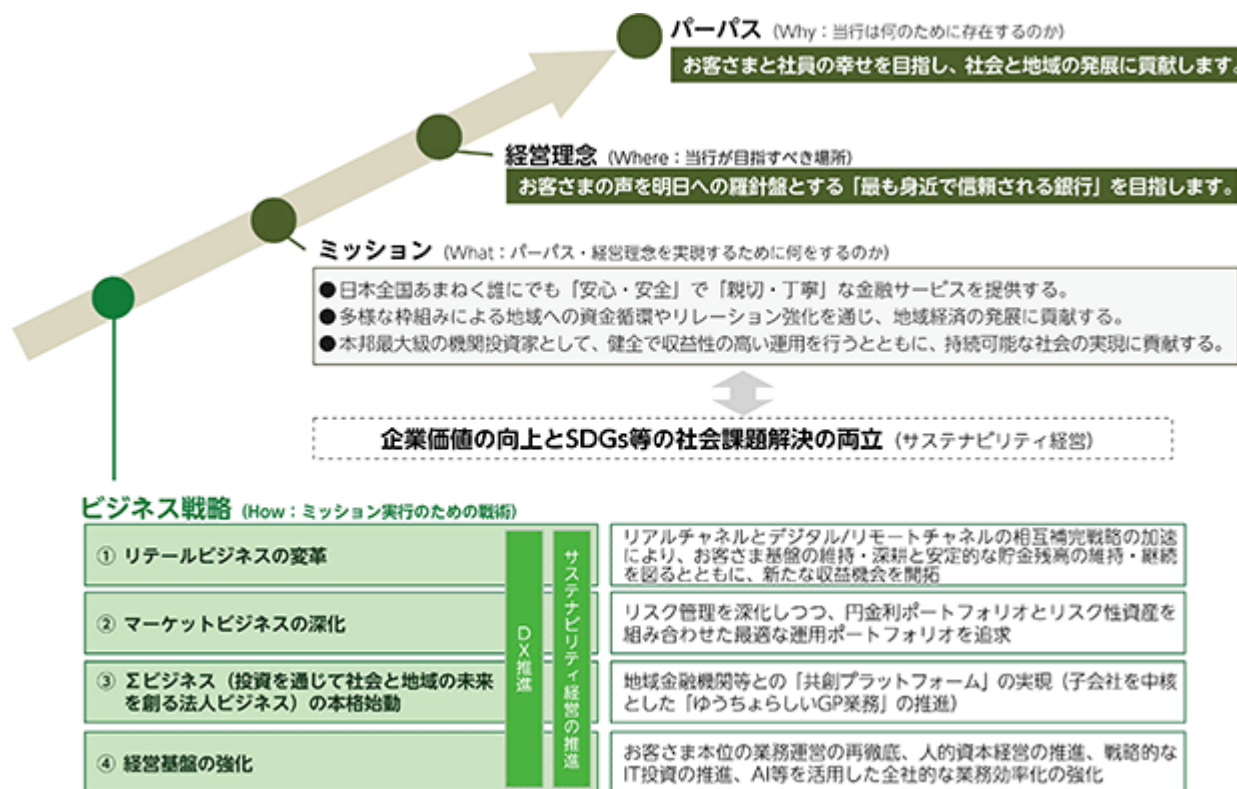 パーパス (Why：当行は何のために存在するのか)
お客さまと社員の幸せを目指し、社会と地域の発展に貢献します。
経営理念 (Where：当行が目指すべき場所)
お客さまの声を明日への羅針盤とする「最も身近で信頼される銀行」を目指します。
ミッション (What：パーパス・経営理念を実現するために何をするのか)
●日本全国あまねく誰にでも「安心・安全」で「親切・丁寧」な金融サービスを提供する。
●多様な枠組みによる地域への資金循環やリレーション強化を通じ、地域経済の発展に貢献する。
●本邦最大級の機関投資家として、健全で収益性の高い運用を行うとともに、持続可能な社会の実現に貢献する。
企業価値の向上とSDGs等の社会課題解決の両立 (サステナビリティ経営)
ビジネス戦略 (How：ミッション実行のための戦術)
① リテールビジネスの変革
リアルチャネルとデジタル/リモートチャネルの相互補完戦略の加速
により、お客さま基盤の維持・深耕と安定的な貯金残高の維持・継続
を図るとともに、新たな収益機会を開拓
② マーケットビジネスの深化
リスク管理を深化しつつ、円金利ポートフォリオとリスク性資産を
組み合わせた最適な運用ポートフォリオを追求
③ Σビジネス（投資を通じて社会と地域の未来
を創る法人ビジネス）の本格始動
地域金融機関等との「共創プラットフォーム」の実現（子会社を中核
とした「ゆうちょらしいGP業務」の推進）
④ 経営基盤の強化
お客さま本位の業務運営の再徹底、人的資本経営の推進、戦略的な
IT投資の推進、AI等を活用した全社的な業務効率化の強化
DX推進
サステナビリティ経営の推進